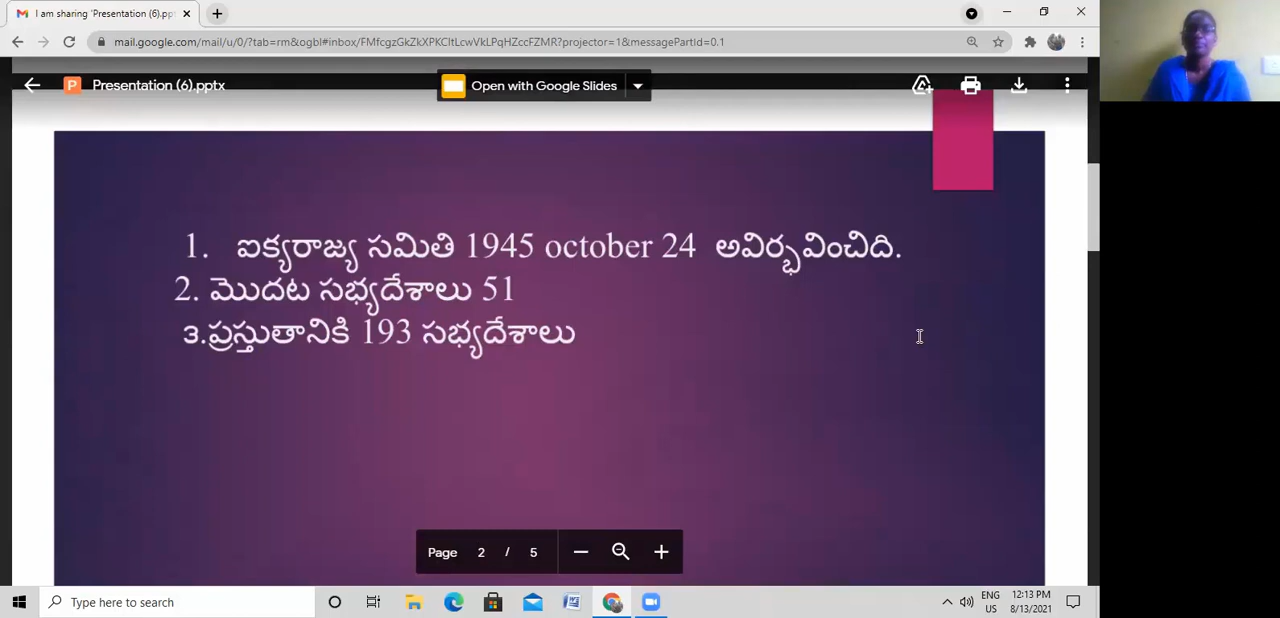 I am sharing 'Presentation (6).pp
mail.google.com/mail/u/0/?tab=rm&ogbl#inbox/FMfcgzGkZkXPKCltLcwVkLPqHZccFZMR?projector=1&messagePartId=0.1
Presentation (6).pptx
Open with Google Slides
1. ఐక్యరాజ్య సమితి 1945 october 24 అవిర్భవించిది.
2. మొదట సభ్యదేశాలు 51
3.ప్రస్తుతానికి 193 సభ్యదేశాలు
Page 2 / 5
Type here to search
ENG
US
12:13 PM
8/13/2021